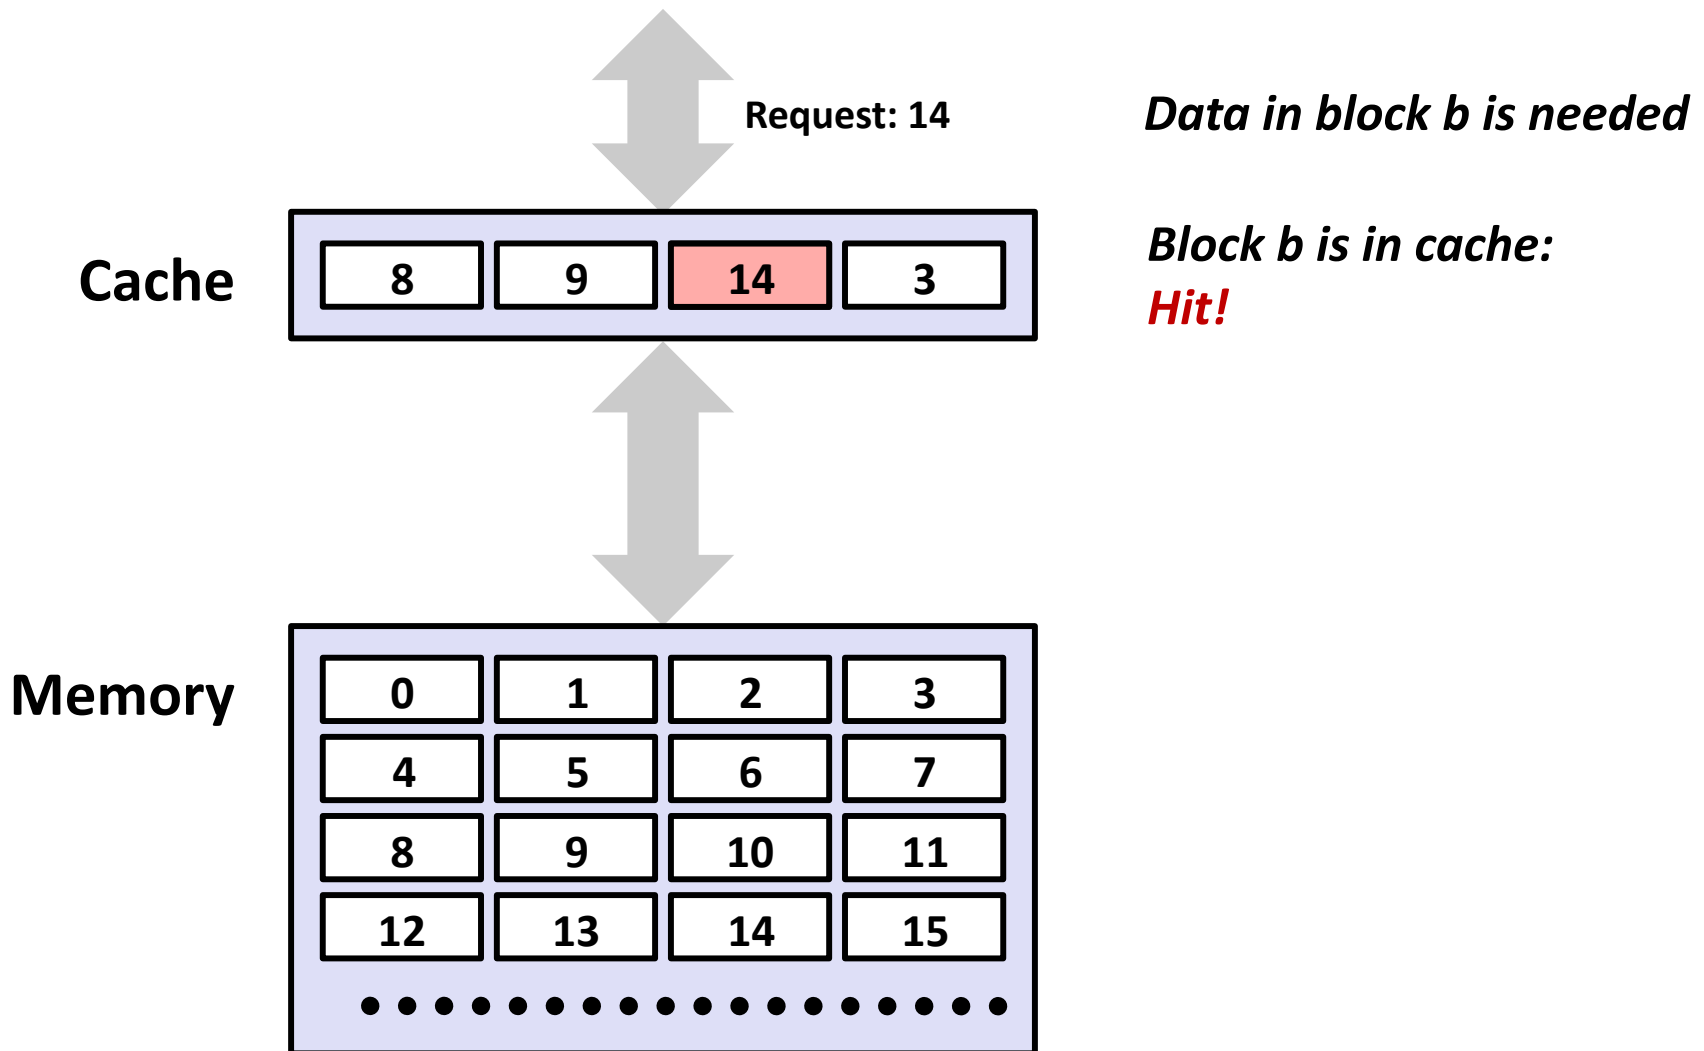 Request: 14
Data in block b is needed
Cache
8 9 14 3
Block b is in cache:
Hit!
Memory
0 1 2 3
4 5 6 7
8 9 10 11
12 13 14 15